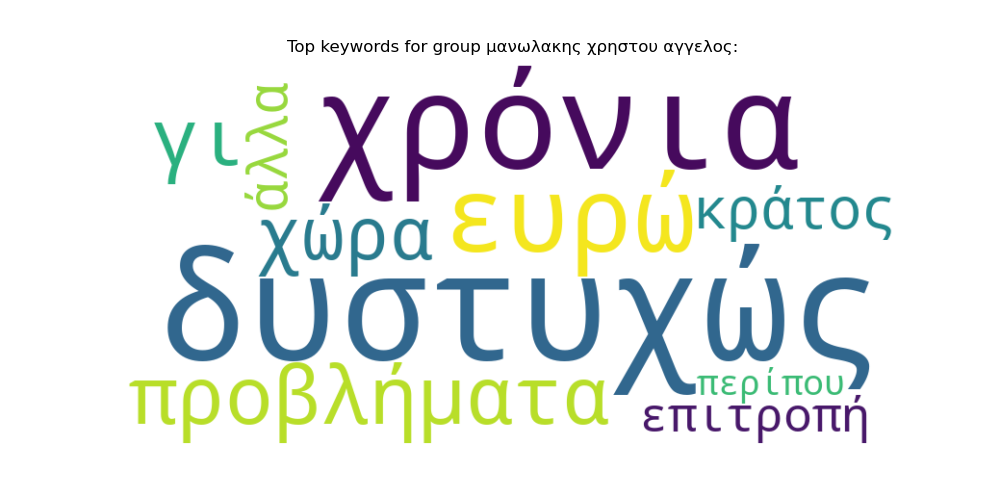 Top keywords for group μανωλακης χρηστου αγγελος:
χρόνια
άλλα
γι
ευρώ
κράτος
χώρα
δυστυχώς
προβλήματα
περίπου
επιτροπή